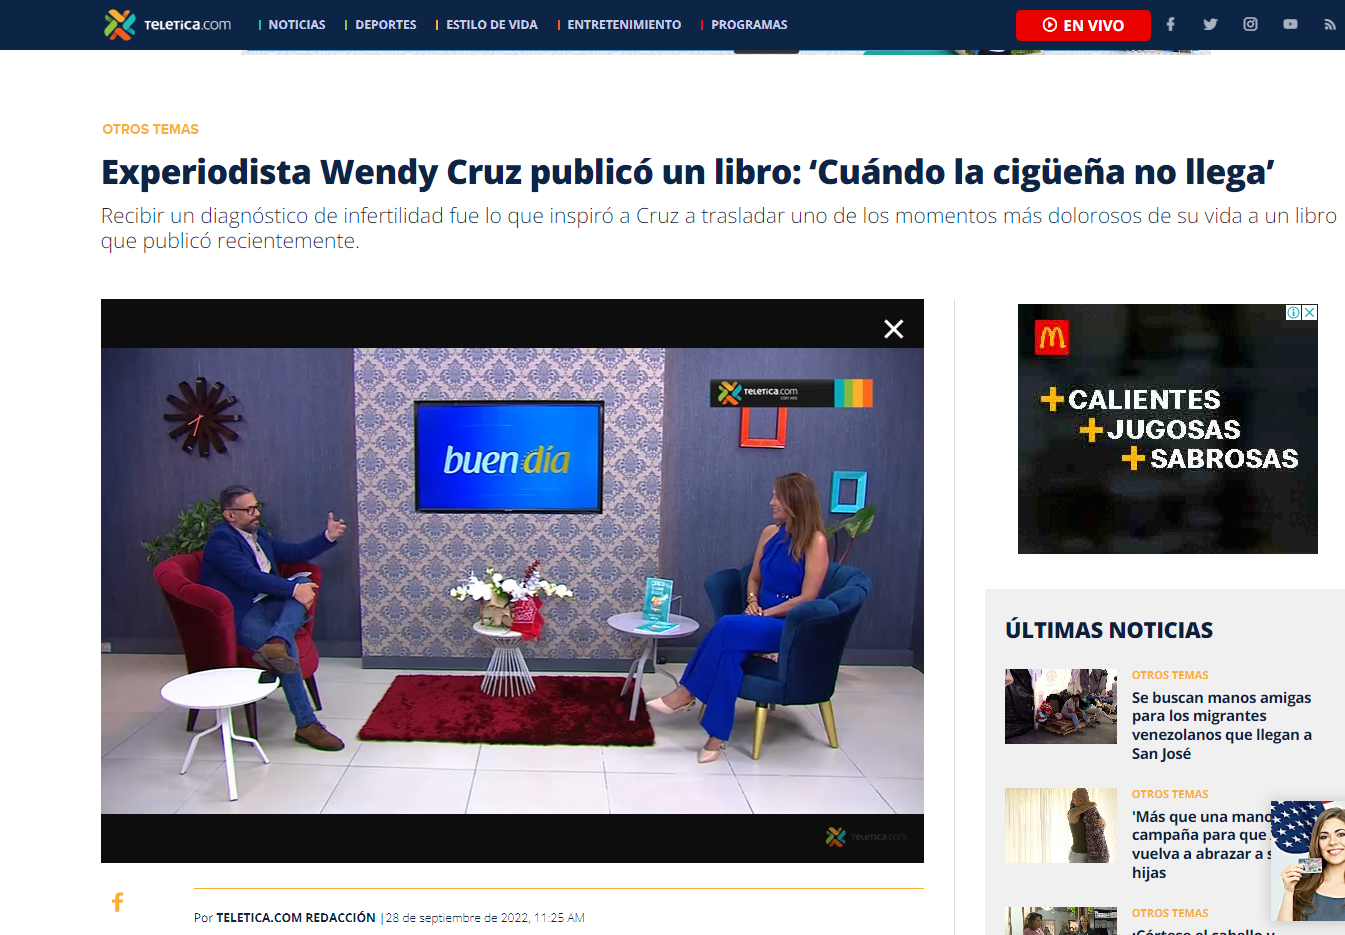 TELETICA.com
NOTICIAS
DEPORTES
ESTILO DE VIDA
ENTRETENIMIENTO
PROGRAMAS
EN VIVO
OTROS TEMAS
Experiodista Wendy Cruz publicó un libro: ‘Cuándo la cigüeña no llega’
Recibir un diagnóstico de infertilidad fue lo que inspiró a Cruz a trasladar uno de los momentos más dolorosos de su vida a un libro
que publicó recientemente.
TELETICA.com
con vos
buen día
TELETICA.com
Por TELETICA.COM REDACCIÓN |28 de septiembre de 2022, 11:25 AM
+CALIENTES
+JUGOSAS
+SABROSAS
ÚLTIMAS NOTICIAS
OTROS TEMAS
Se buscan manos amigas
para los migrantes
venezolanos que llegan a
San José
OTROS TEMAS
'Más que una mano
campaña para que
vuelva a abrazar a s
hijas
OTROS TEMAS
¡Córtese el cabello y